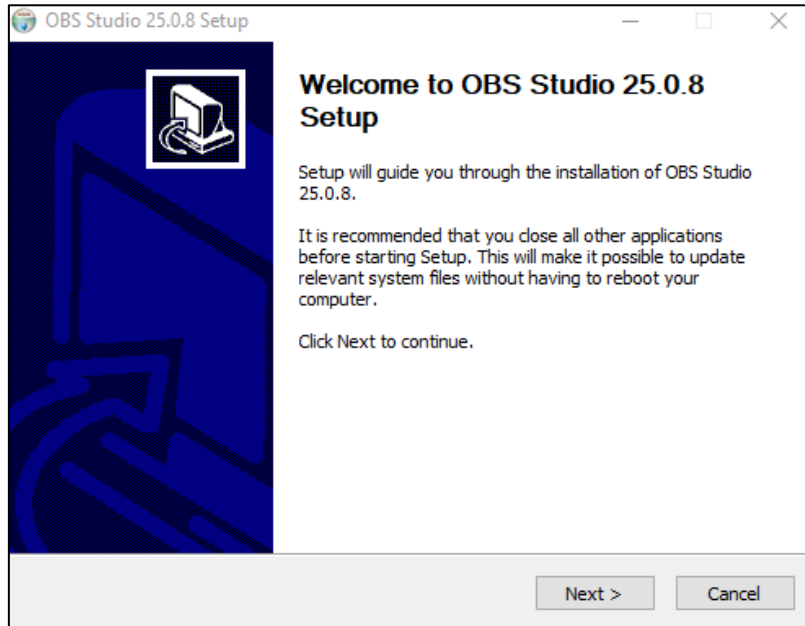 OBS Studio 25.0.8 Setup
Welcome to OBS Studio 25.0.8
Setup
Setup will guide you through the installation of OBS Studio
25.0.8.
It is recommended that you close all other applications
before starting Setup. This will make it possible to update
relevant system files without having to reboot your
computer.
Click Next to continue.
Next >
Cancel